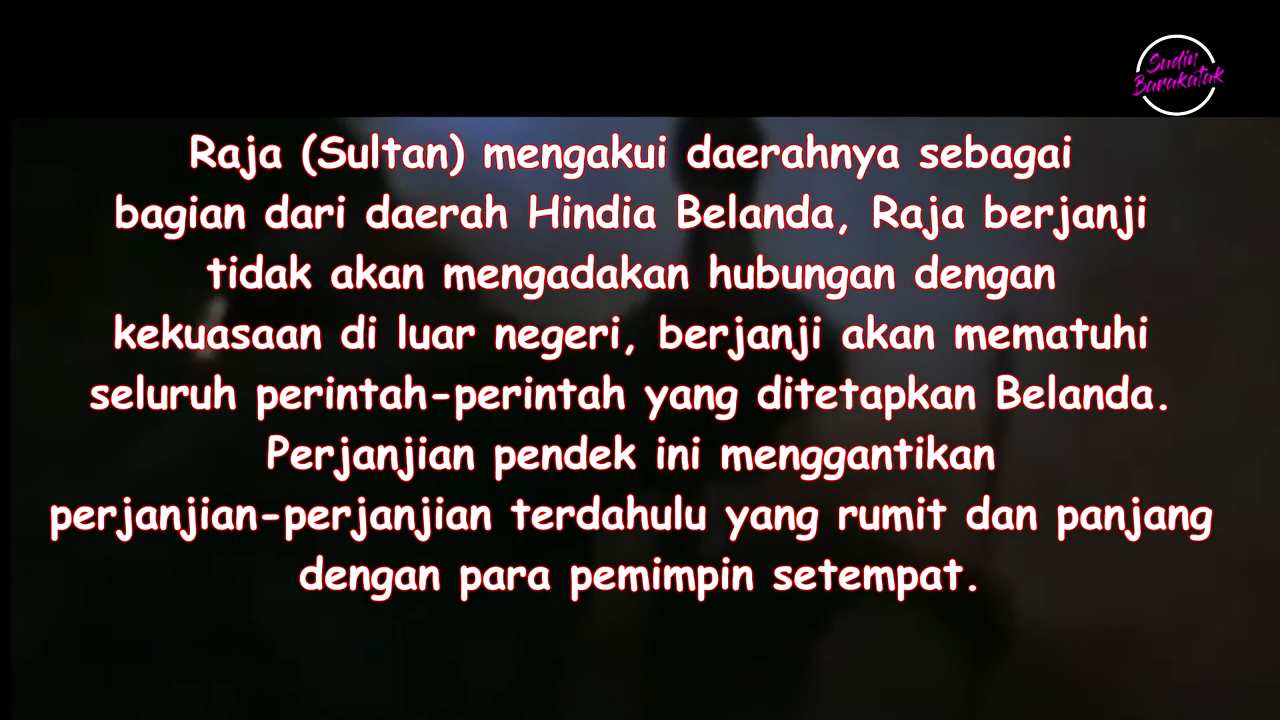 Sudin
Barakatak
Raja (Sultan) mengakui daerahnya sebagai
bagian dari daerah Hindia Belanda, Raja berjanji
tidak akan mengadakan hubungan dengan
kekuasaan di luar negeri, berjanji akan mematuhi
seluruh perintah-perintah yang ditetapkan Belanda.
Perjanjian pendek ini menggantikan
perjanjian-perjanjian terdahulu yang rumit dan panjang
dengan para pemimpin setempat.